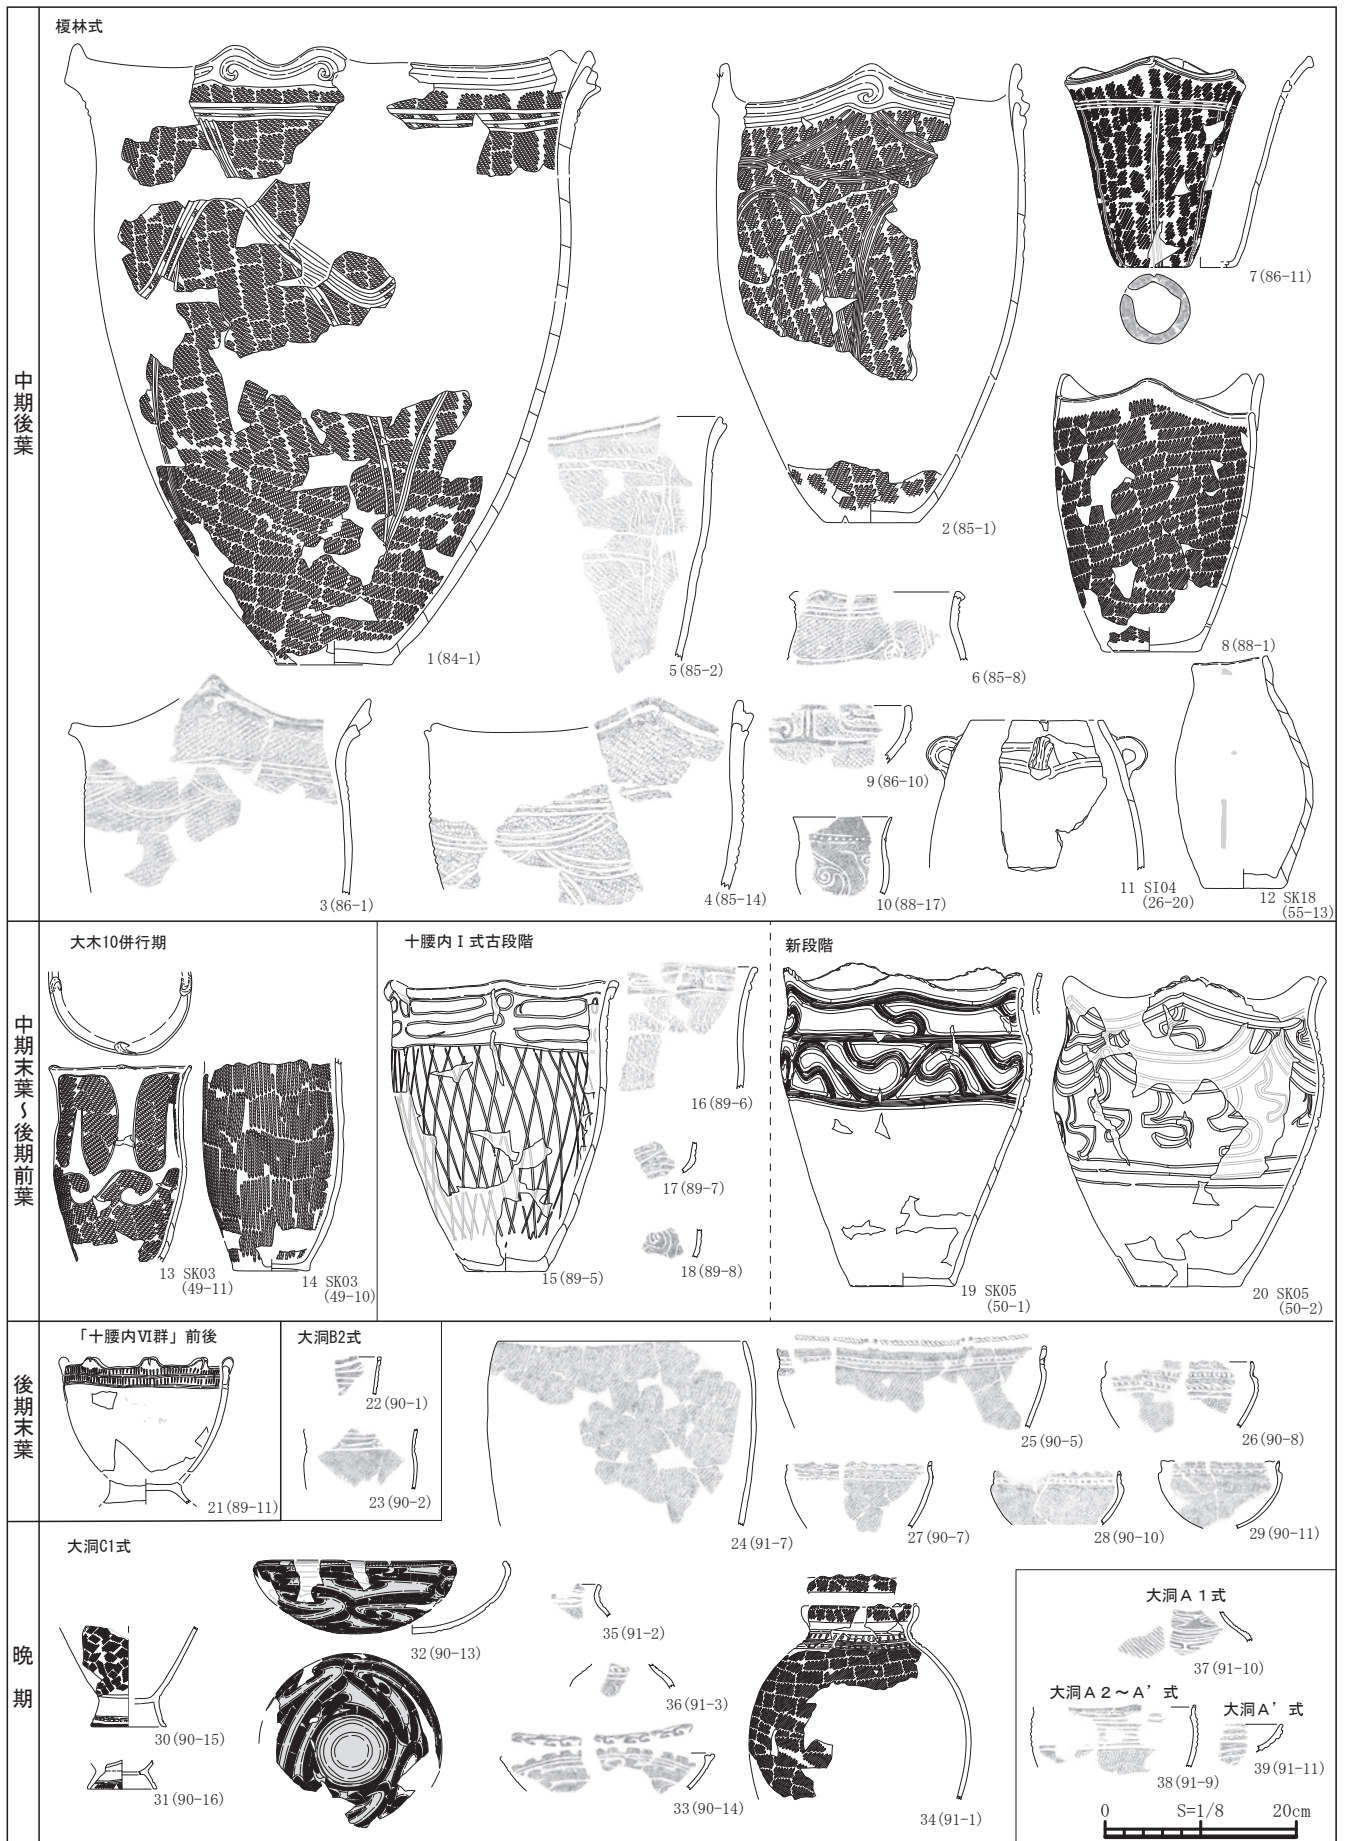 中期後葉
榎林式
1(84-1)
2(85-1)
7(86-11)
5(85-2)
6(85-8)
8(88-1)
3(86-1)
4(85-14)
9(86-10)
10(88-17)
11 SI04
(26-20)
12 SK18
(55-13)
中期末葉～後期前葉
大木10併行期
13 SK03
(49-11)
14 SK03
(49-10)
十腰内Ⅰ式古段階
15(89-5)
16(89-6)
17(89-7)
18(89-8)
新段階
19 SK05
(50-1)
20 SK05
(50-2)
後期末葉
「十腰内Ⅵ群」前後
21(89-11)
大洞B2式
22(90-1)
23(90-2)
24(91-7)
25(90-5)
26(90-8)
27(90-7)
28(90-10)
29(90-11)
晩期
大洞C1式
30(90-15)
31(90-16)
32(90-13)
35(91-2)
36(91-3)
33(90-14)
34(91-1)
大洞A1式
37(91-10)
大洞A2～A’式
38(91-9)
大洞A’式
39(91-11)
0 S=1/8 20cm